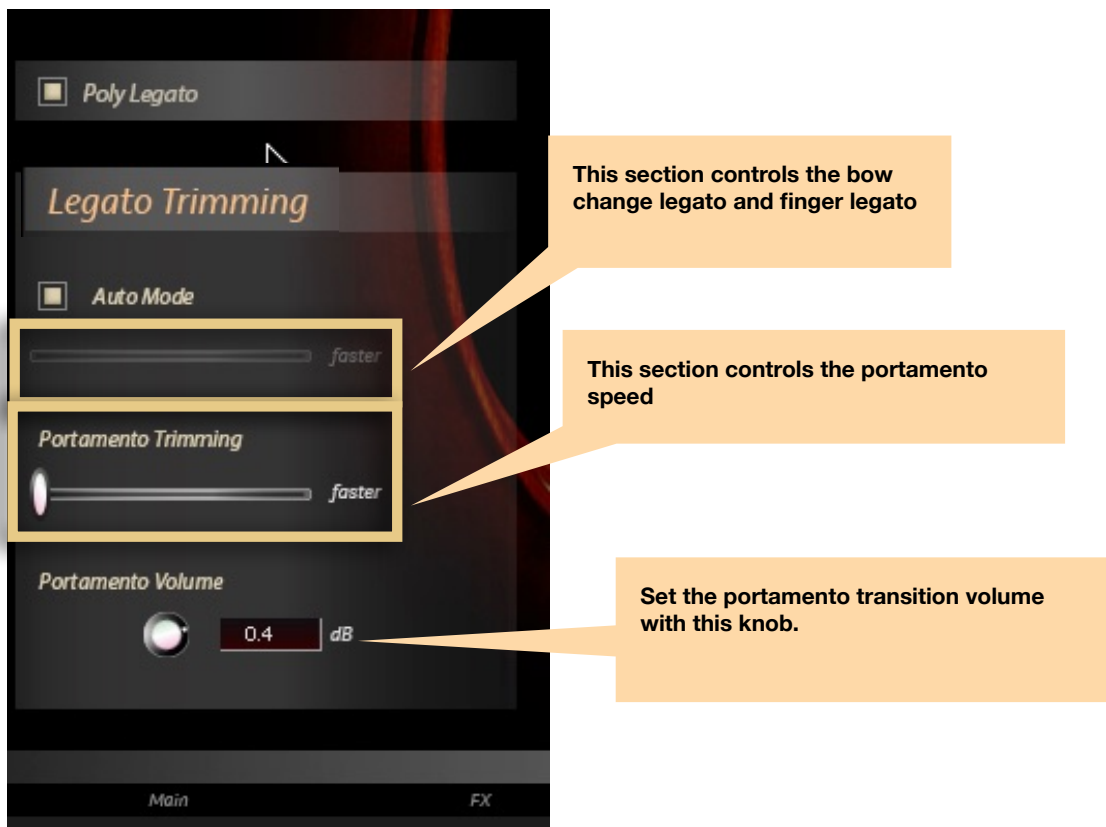 Poly Legato
Legato Trimming
This section controls the bow
change legato and finger legato
Auto Mode
faster
This section controls the portamento
speed
Portamento Trimming
faster
Portamento Volume
0.4 dB
Set the portamento transition volume
with this knob.
Main FX